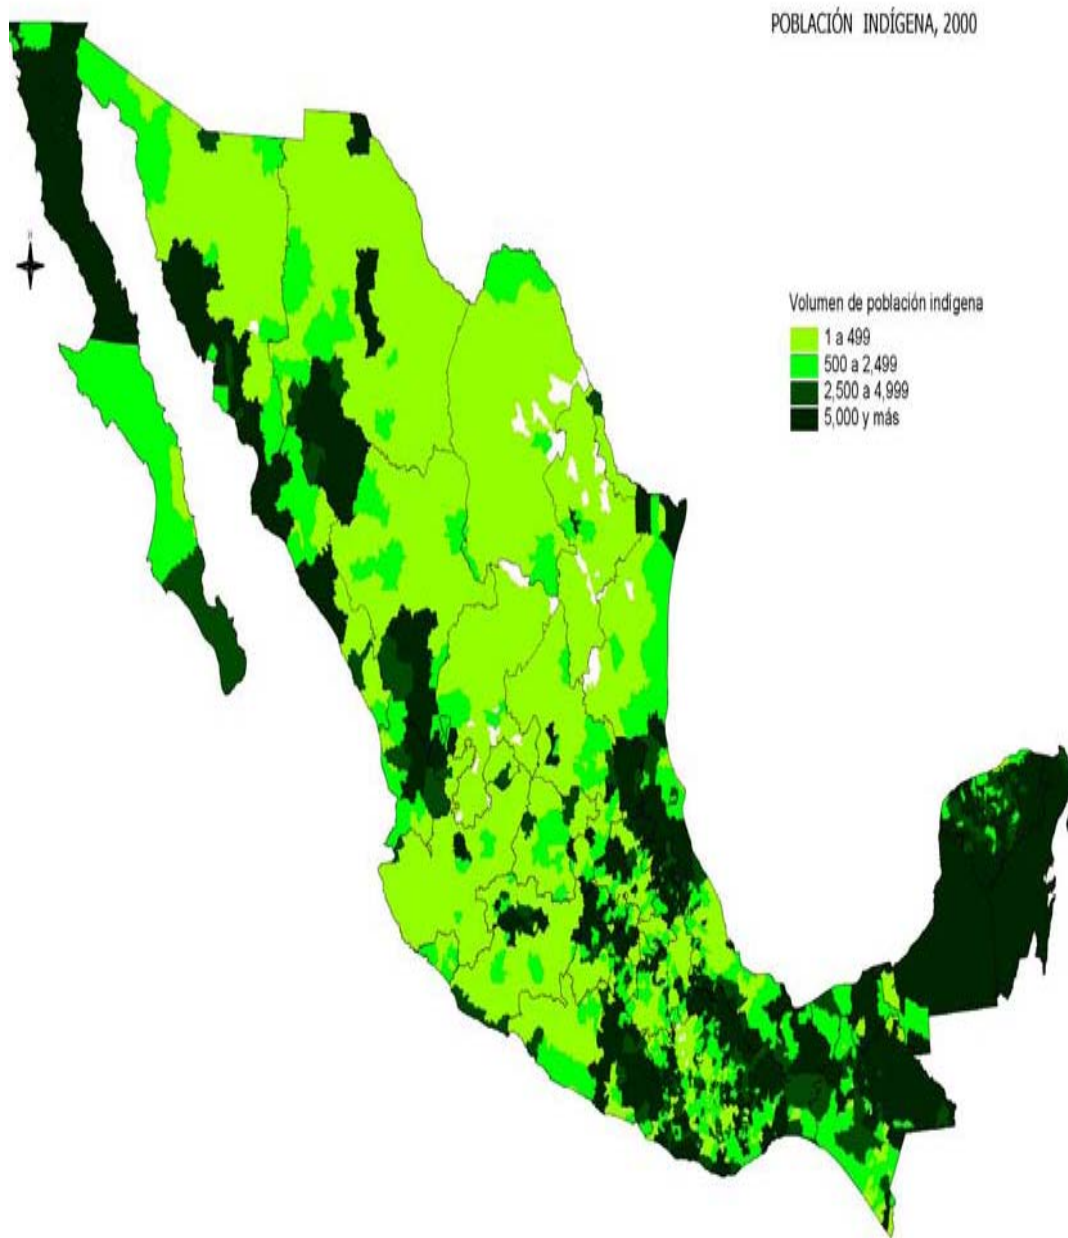 POBLACIÓN INDÍGENA, 2000
N
Volumen de población indígena
1 a 499
500 a 2,499
2,500 a 4,999
5,000 y más